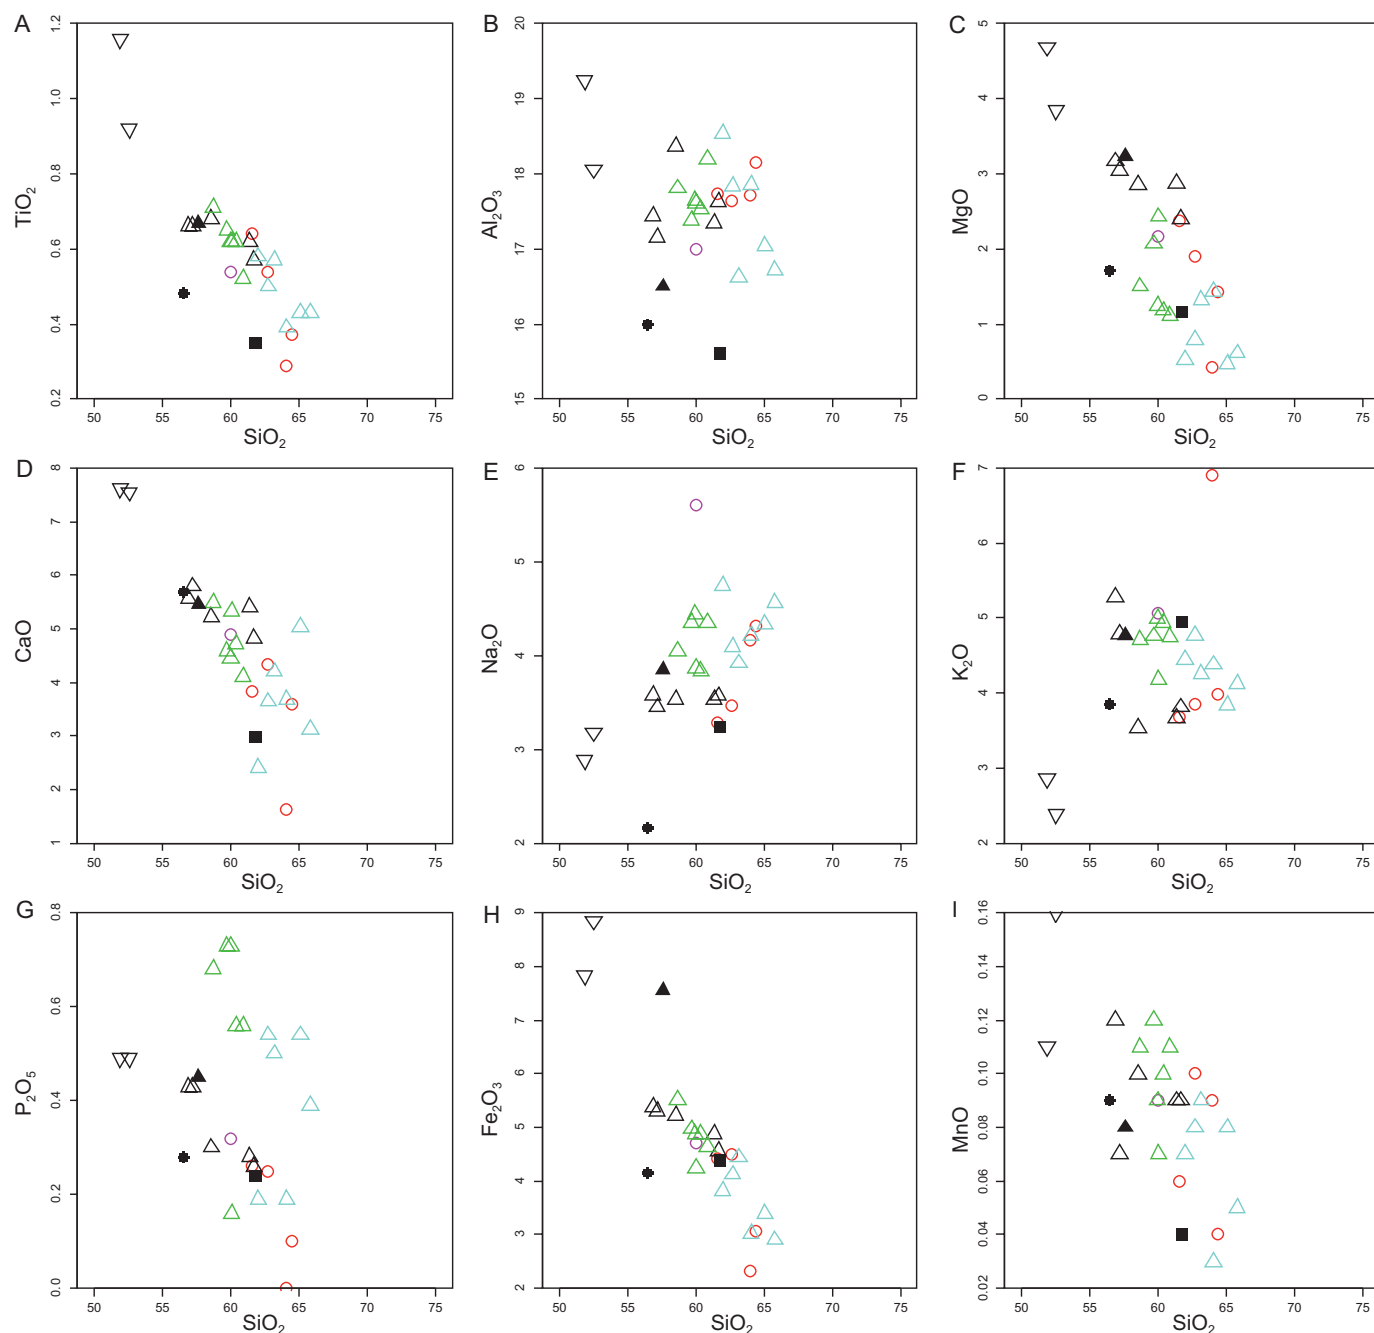 A
1.2
1.0
0.8
0.6
0.4
0.2
TiO₂
50 55 60 65 70 75
SiO₂
B
20
19
18
17
16
15
Al₂O₃
50 55 60 65 70 75
SiO₂
C
5
4
3
2
1
0
MgO
50 55 60 65 70 75
SiO₂
D
8
7
6
5
4
3
2
1
CaO
50 55 60 65 70 75
SiO₂
E
6
5
4
3
2
Na₂O
50 55 60 65 70 75
SiO₂
F
7
6
5
4
3
2
K₂O
50 55 60 65 70 75
SiO₂
G
0.8
0.6
0.4
0.2
0.0
P₂O₅
50 55 60 65 70 75
SiO₂
H
9
8
7
6
5
4
3
2
Fe₂O₃
50 55 60 65 70 75
SiO₂
I
0.16
0.14
0.12
0.10
0.08
0.06
0.04
0.02
MnO
50 55 60 65 70 75
SiO₂